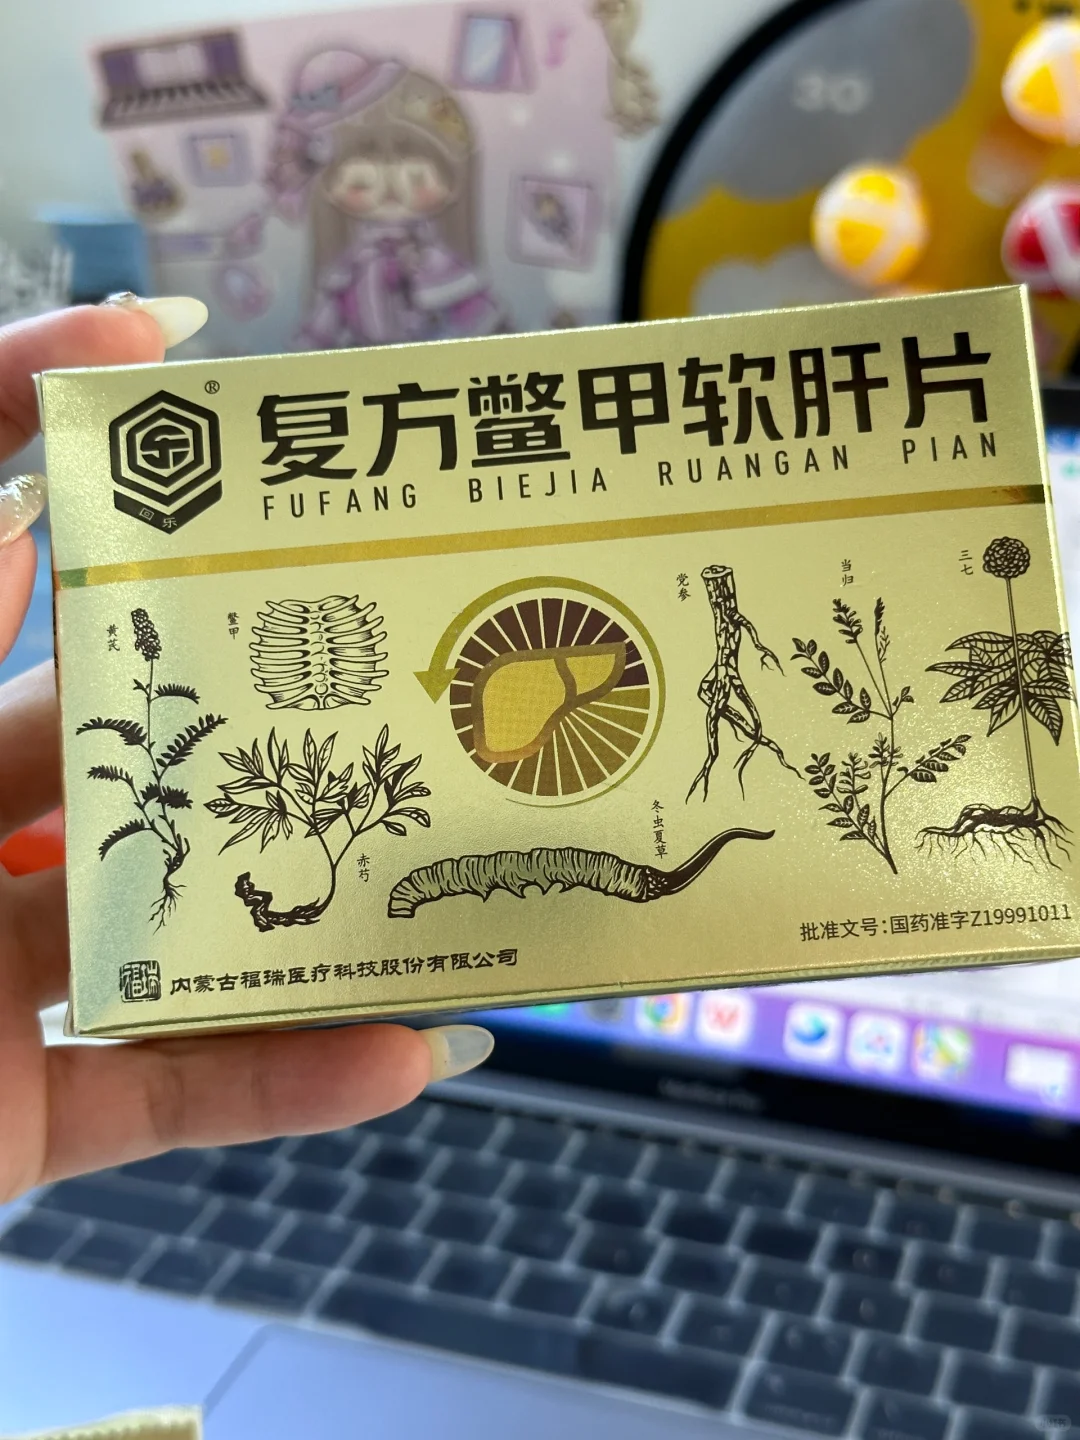 30
®
复方鳖甲软肝片
FUFANG BIEJIA RUANGAN PIAN
回乐
黄芪
鳖甲
党参
当归
三七
赤芍
冬虫夏草
批准文号:国药准字Z19991011
内蒙古福瑞医疗科技股份有限公司